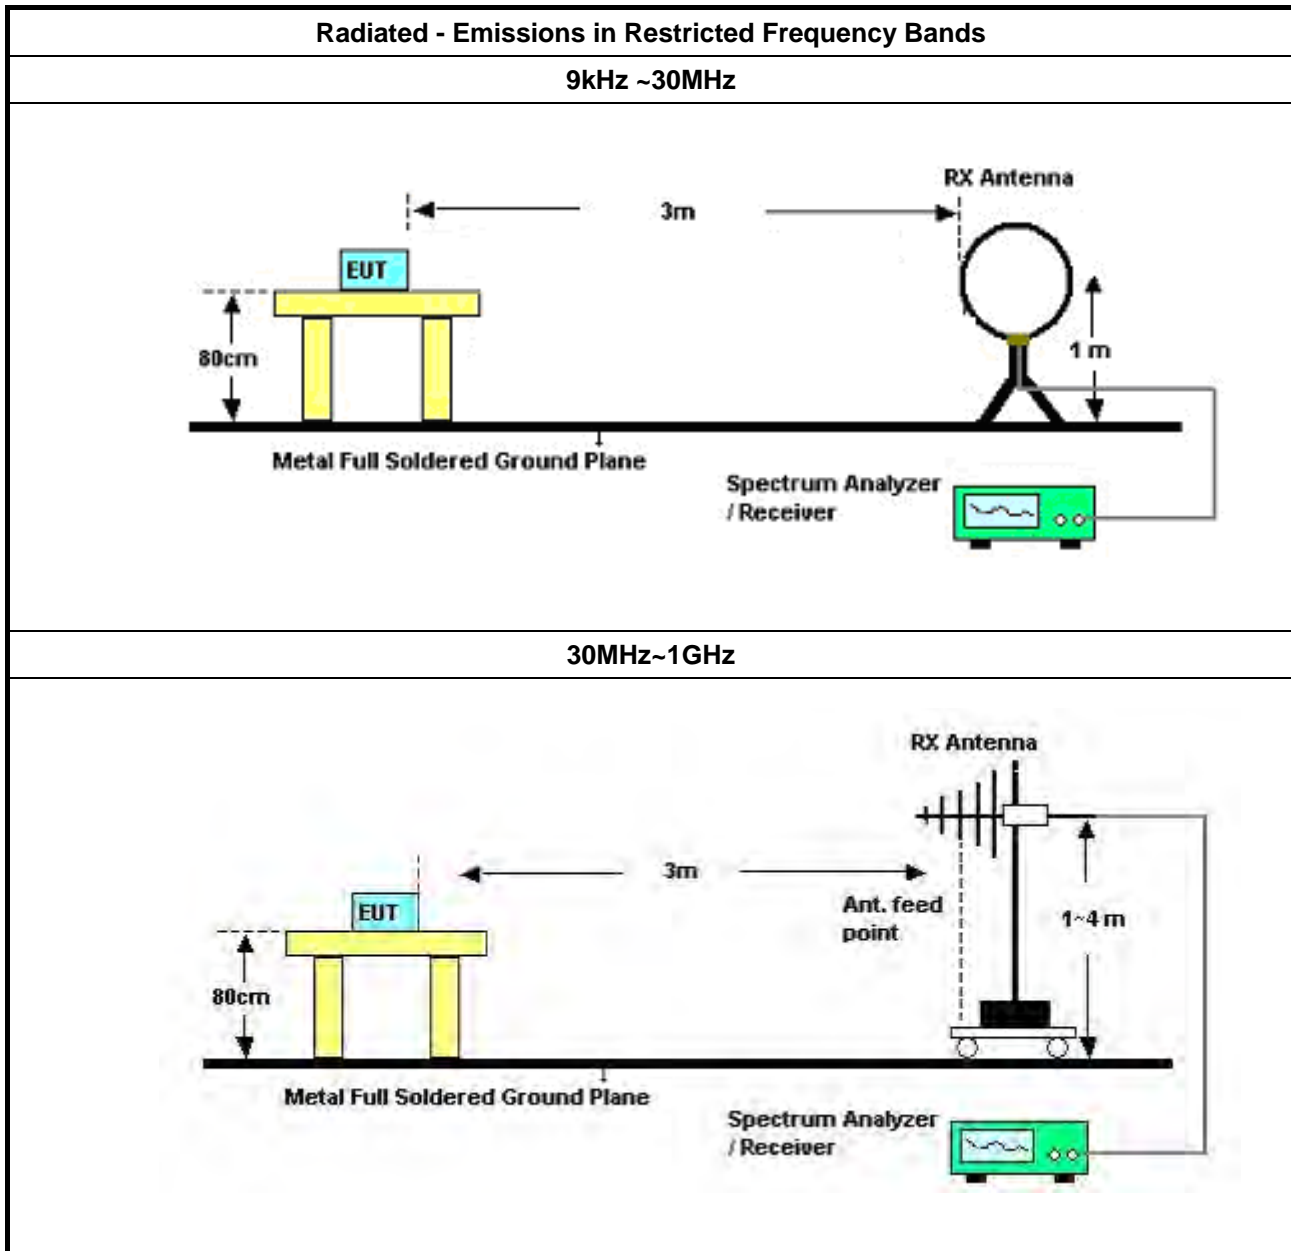 Radiated - Emissions in Restricted Frequency Bands
9kHz ~30MHz
RX Antenna
3m
EUT
80cm
1 m
Metal Full Soldered Ground Plane
Spectrum Analyzer
/ Receiver
30MHz~1GHz
RX Antenna
3m
EUT
Ant. feed
point
1~4 m
80cm
Metal Full Soldered Ground Plane
Spectrum Analyzer
/ Receiver